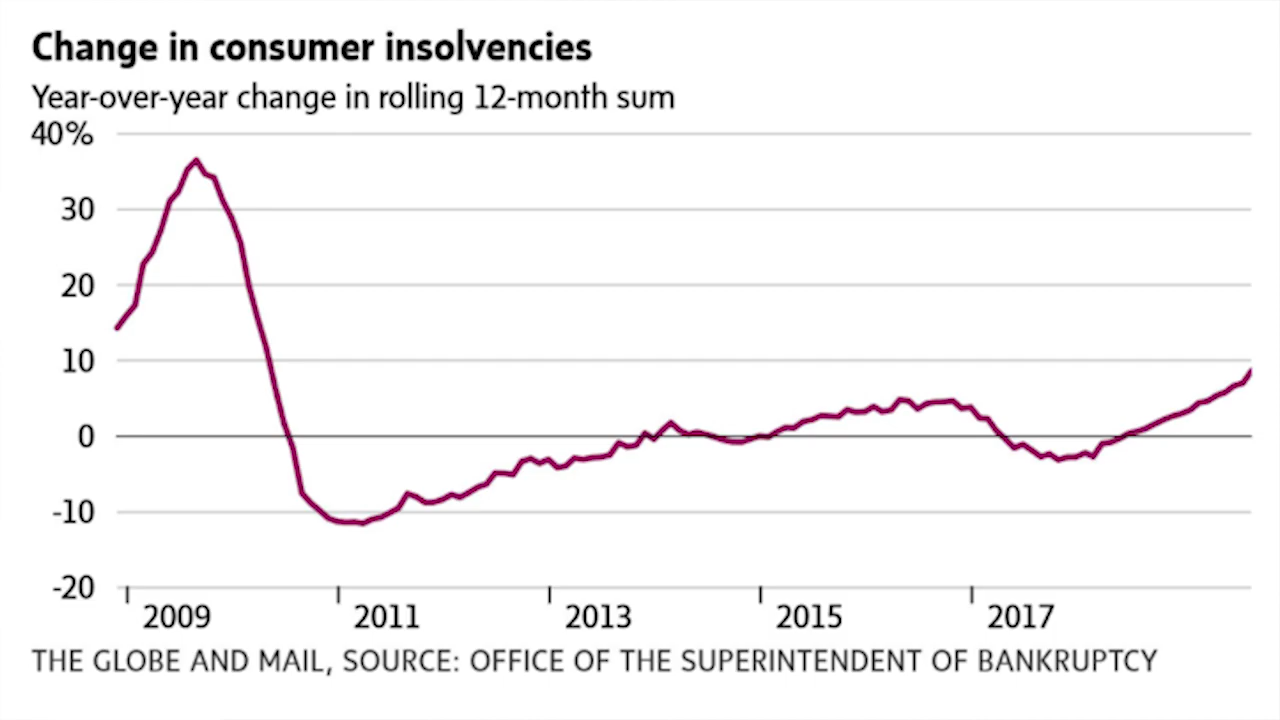 Change in consumer insolvencies
Year-over-year change in rolling 12-month sum
40%
30
20
10
0
-10
-20
2009 2011 2013 2015 2017
THE GLOBE AND MAIL, SOURCE: OFFICE OF THE SUPERINTENDENT OF BANKRUPTCY